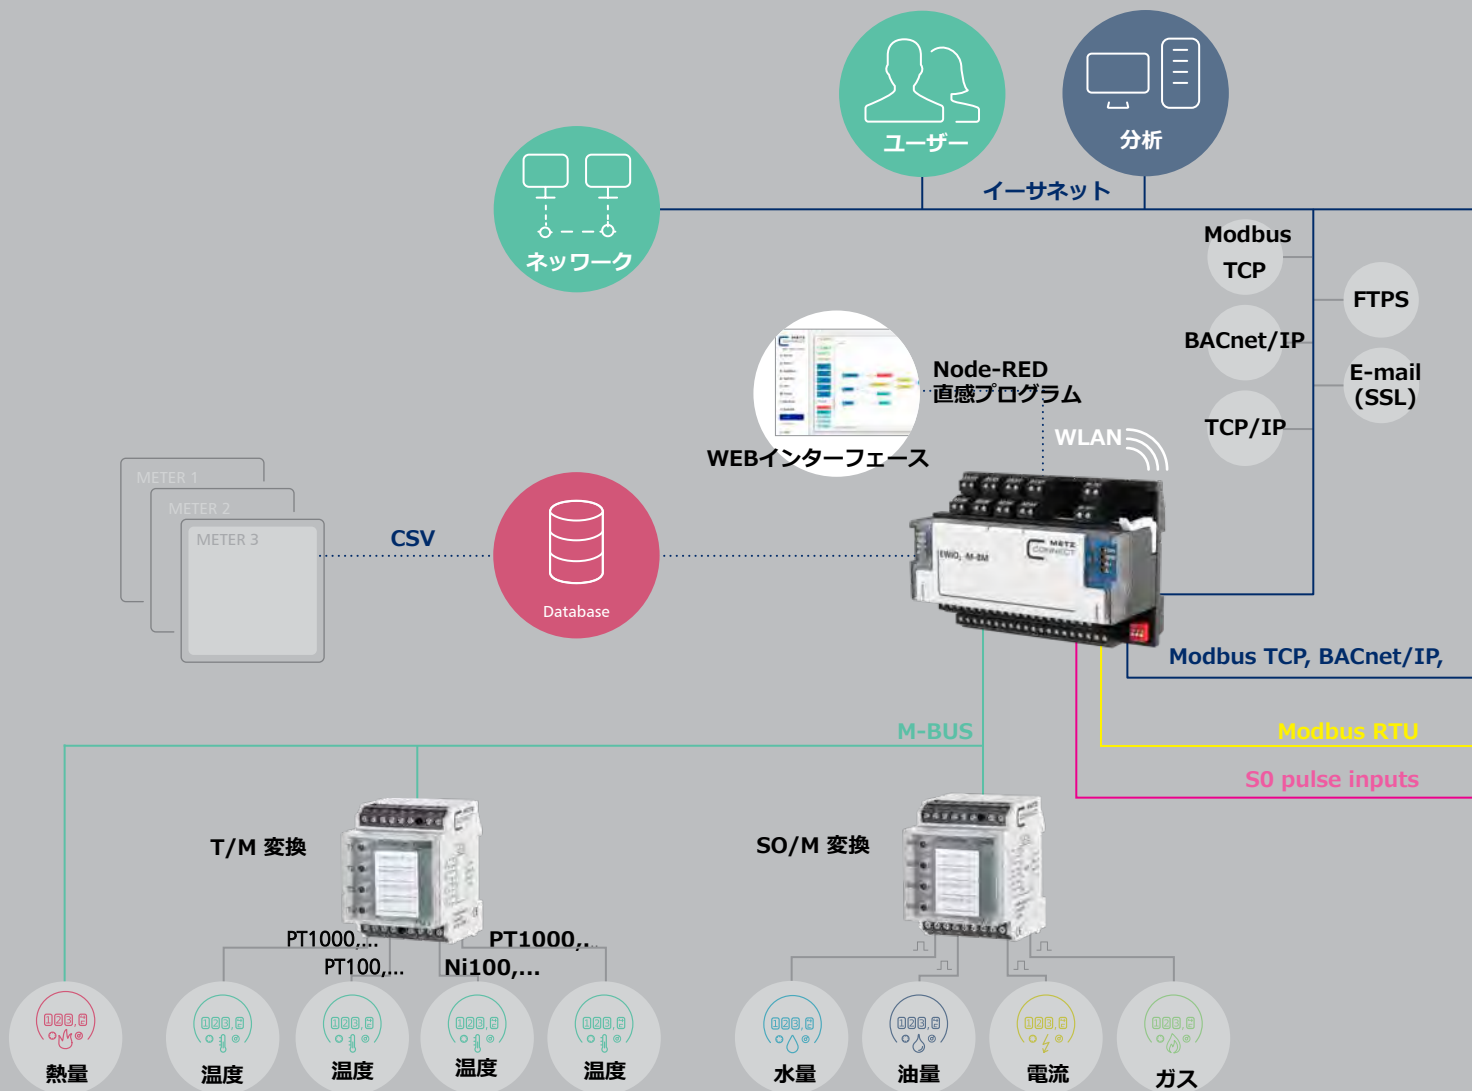 ユーザー
分析
イーサネット
ネッワーク
Modbus
TCP
FTPS
BACnet/IP
E-mail
(SSL)
TCP/IP
Node-RED
直感プログラム
WLAN
WEBインターフェース
METZ
CONNECT
METER 1
METER 2
METER 3
CSV
Database
Modbus TCP, BACnet/IP,
M-BUS
Modbus RTU
S0 pulse inputs
T/M 変換
SO/M 変換
PT1000,...
PT1000,...
PT100,...
Ni100,...
熱量
温度
温度
温度
温度
水量
油量
電流
ガス